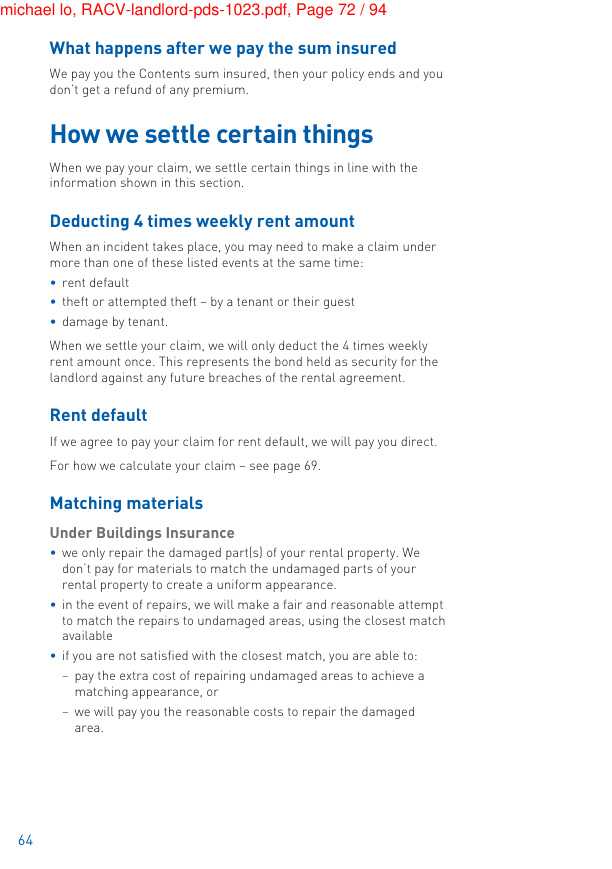 michael lo, RACV-landlord-pds-1023.pdf, Page 72 / 94
What happens after we pay the sum insured
We pay you the Contents sum insured, then your policy ends and you
don't get a refund of any premium.
How we settle certain things
When we pay your claim, we settle certain things in line with the
information shown in this section.
Deducting 4 times weekly rent amount
When an incident takes place, you may need to make a claim under
more than one of these listed events at the same time:
• rent default
• theft or attempted theft – by a tenant or their guest
• damage by tenant.
When we settle your claim, we will only deduct the 4 times weekly
rent amount once. This represents the bond held as security for the
landlord against any future breaches of the rental agreement.
Rent default
If we agree to pay your claim for rent default, we will pay you direct.
For how we calculate your claim – see page 69.
Matching materials
Under Buildings Insurance
• we only repair the damaged part(s) of your rental property. We
don't pay for materials to match the undamaged parts of your
rental property to create a uniform appearance.
• in the event of repairs, we will make a fair and reasonable attempt
to match the repairs to undamaged areas, using the closest match
available
• if you are not satisfied with the closest match, you are able to:
– pay the extra cost of repairing undamaged areas to achieve a
matching appearance, or
– we will pay you the reasonable costs to repair the damaged
area.
64